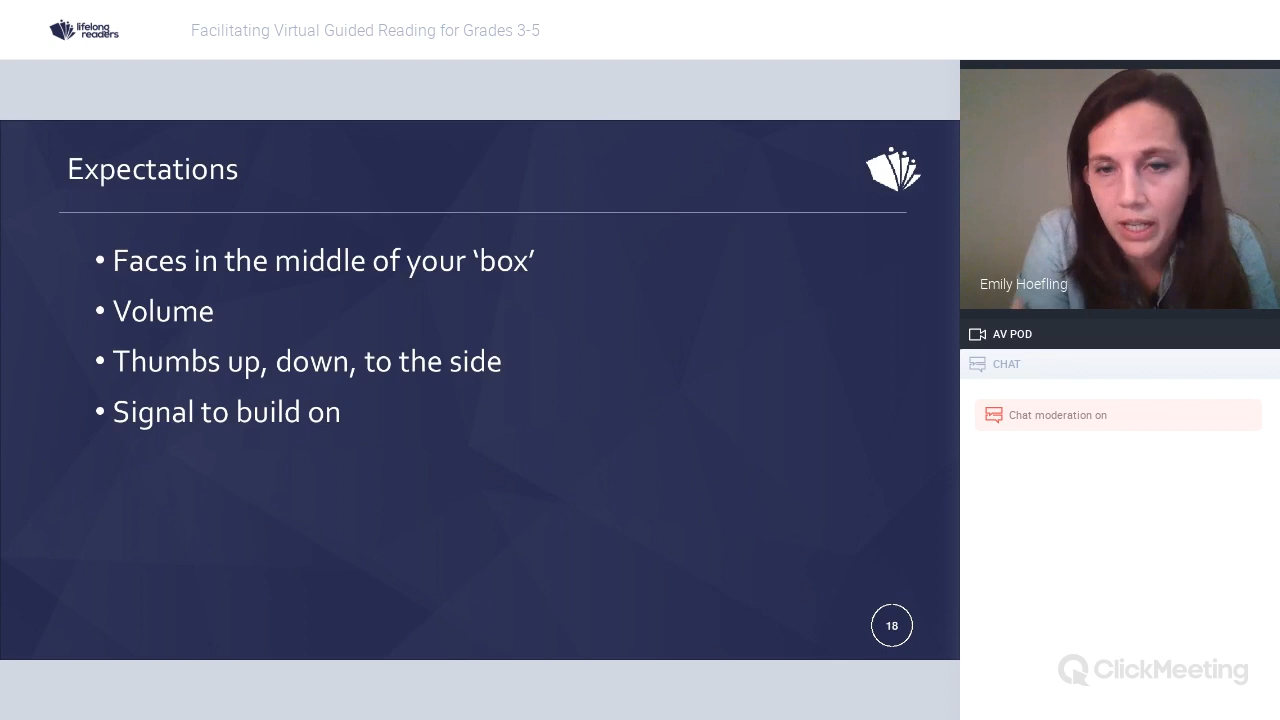 lifelong
readers
Facilitating Virtual Guided Reading for Grades 3-5
Expectations
• Faces in the middle of your ‘box’
• Volume
• Thumbs up, down, to the side
• Signal to build on
18
Emily Hoefling
AV POD
CHAT
Chat moderation on
ClickMeeting